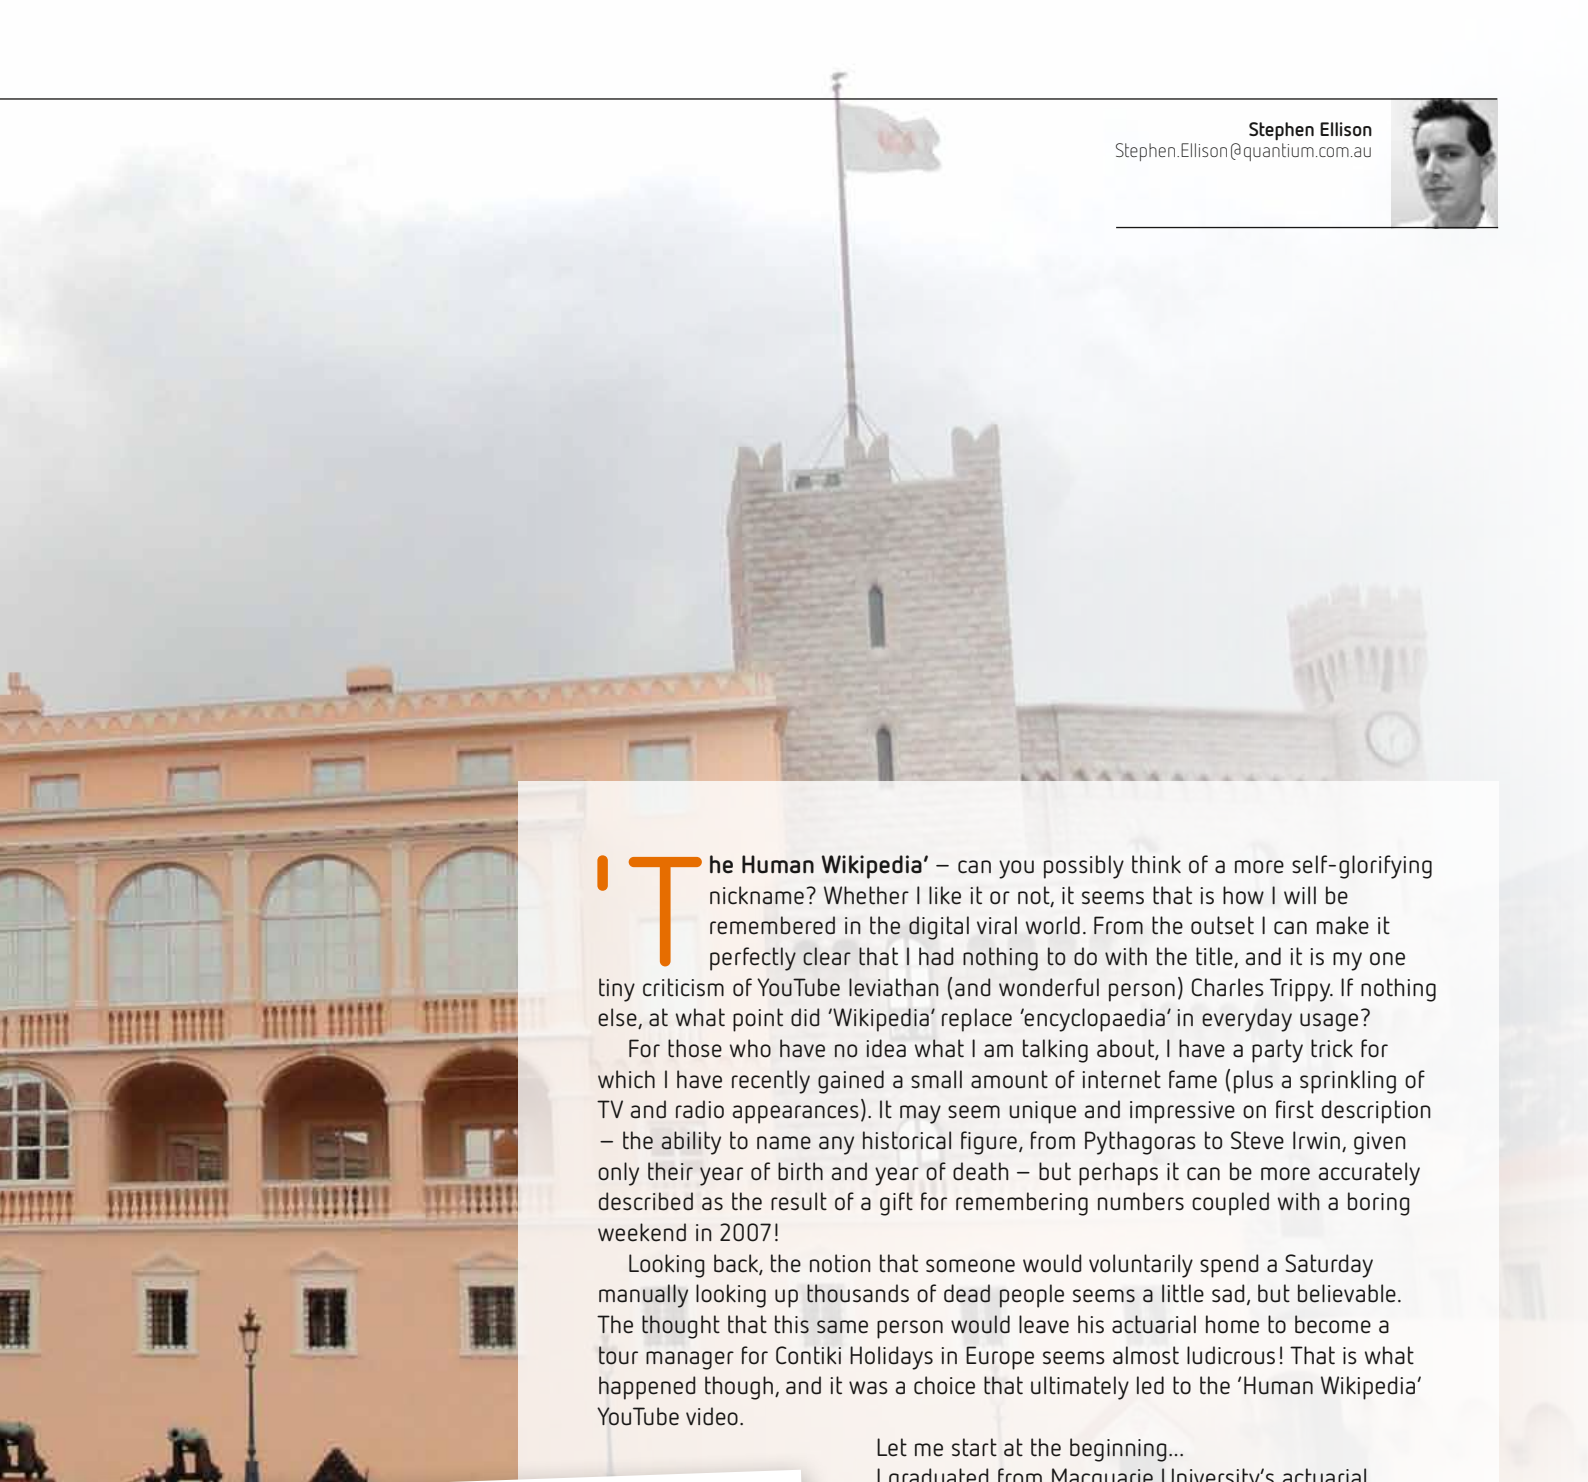 Stephen Ellison
Stephen.Ellison@quantium.com.au
'The Human Wikipedia' – can you possibly think of a more self-glorifying
nickname? Whether I like it or not, it seems that is how I will be
remembered in the digital viral world. From the outset I can make it
perfectly clear that I had nothing to do with the title, and it is my one
tiny criticism of YouTube leviathan (and wonderful person) Charles Trippy. If nothing
else, at what point did 'Wikipedia' replace 'encyclopaedia' in everyday usage?
For those who have no idea what I am talking about, I have a party trick for
which I have recently gained a small amount of internet fame (plus a sprinkling of
TV and radio appearances). It may seem unique and impressive on first description
– the ability to name any historical figure, from Pythagoras to Steve Irwin, given
only their year of birth and year of death – but perhaps it can be more accurately
described as the result of a gift for remembering numbers coupled with a boring
weekend in 2007!
Looking back, the notion that someone would voluntarily spend a Saturday
manually looking up thousands of dead people seems a little sad, but believable.
The thought that this same person would leave his actuarial home to become a
tour manager for Contiki Holidays in Europe seems almost ludicrous! That is what
happened though, and it was a choice that ultimately led to the 'Human Wikipedia'
YouTube video.
Let me start at the beginning...
I graduated from Macquarie University's actuarial